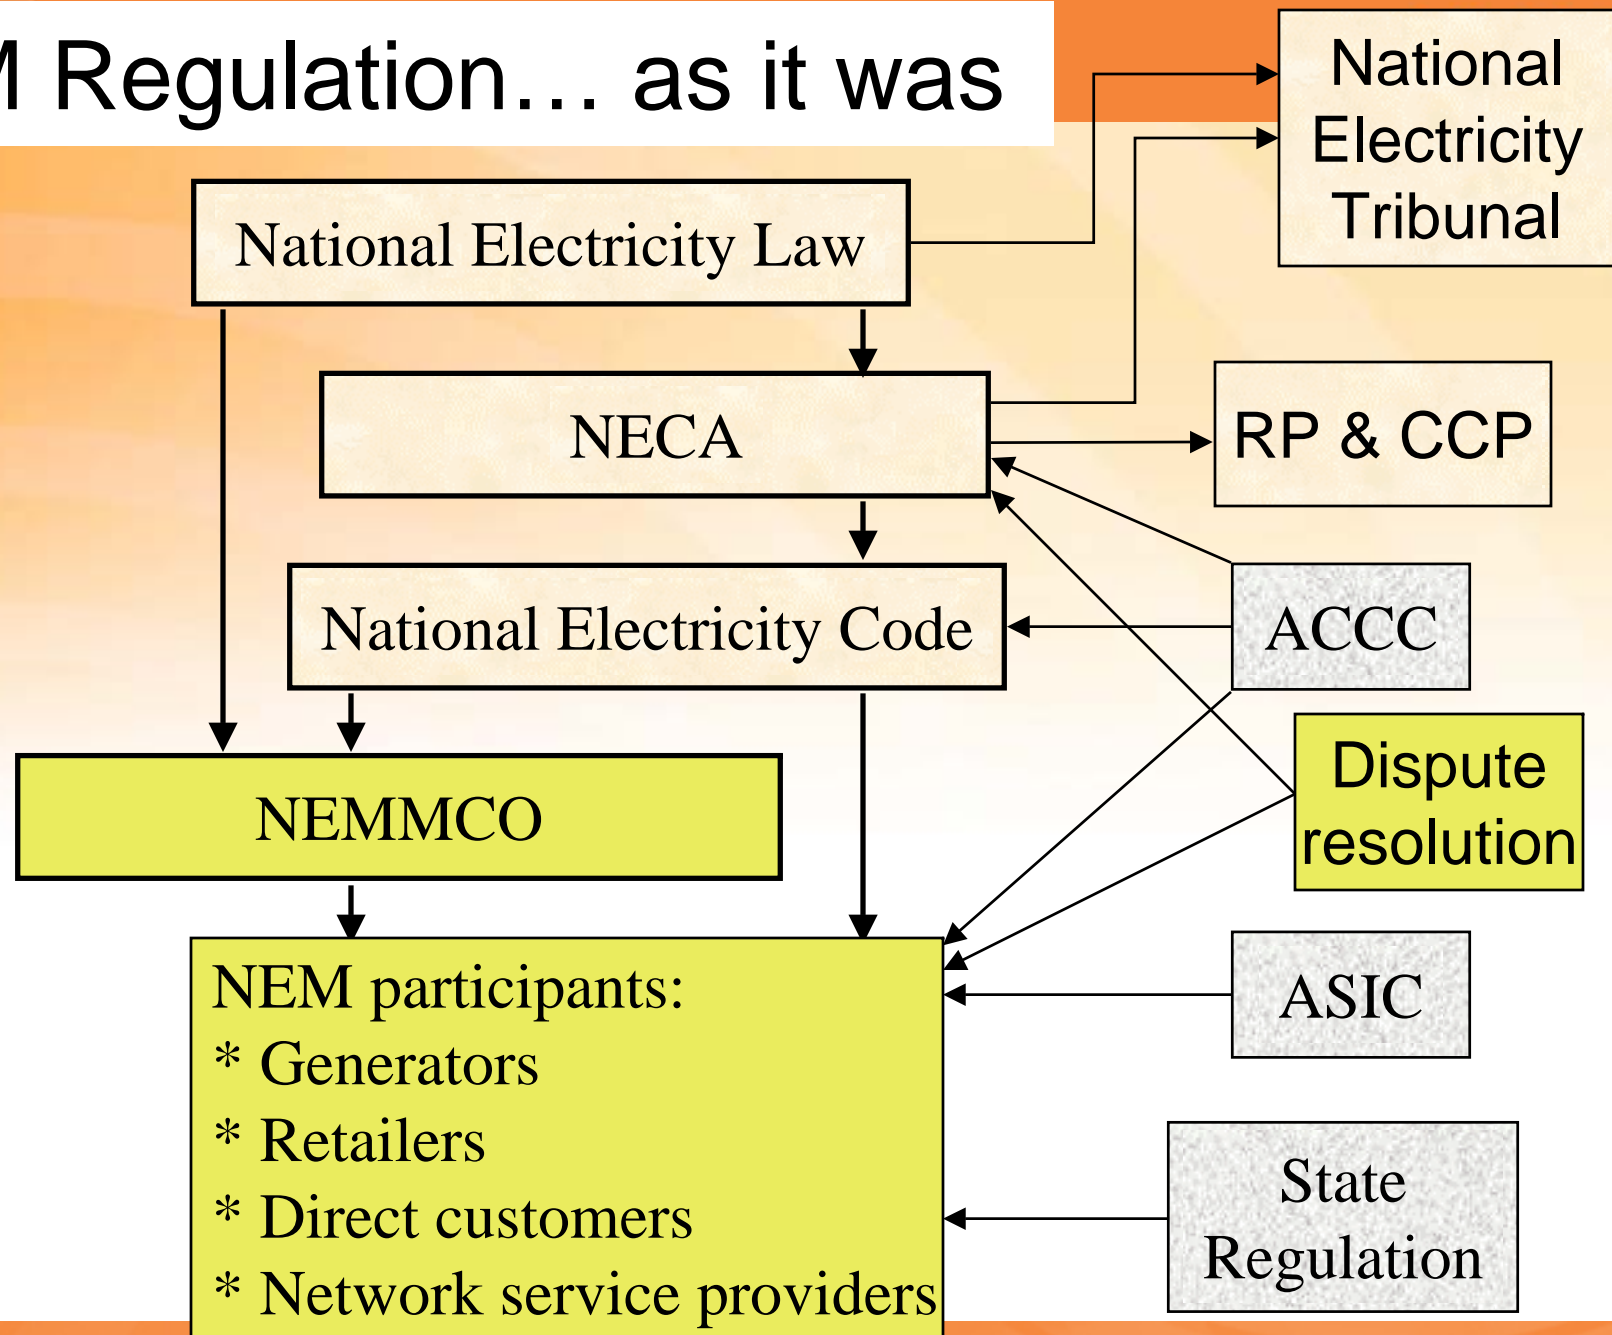 M Regulation… as it was
National
Electricity
Tribunal
National Electricity Law
NECA
RP & CCP
National Electricity Code
ACCC
Dispute
resolution
NEMMCO
NEM participants:
* Generators
* Retailers
* Direct customers
* Network service providers
ASIC
State
Regulation